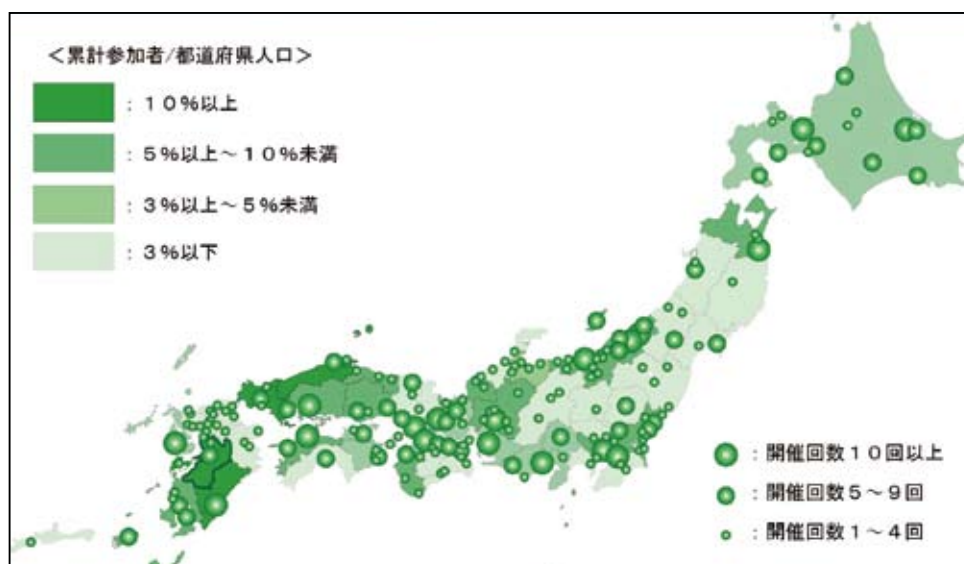 ＜累計参加者/都道府県人口＞
：１０％以上
：５％以上～１０％未満
：３％以上～５％未満
：３％以下
：開催回数１０回以上
：開催回数５～９回
：開催回数１～４回